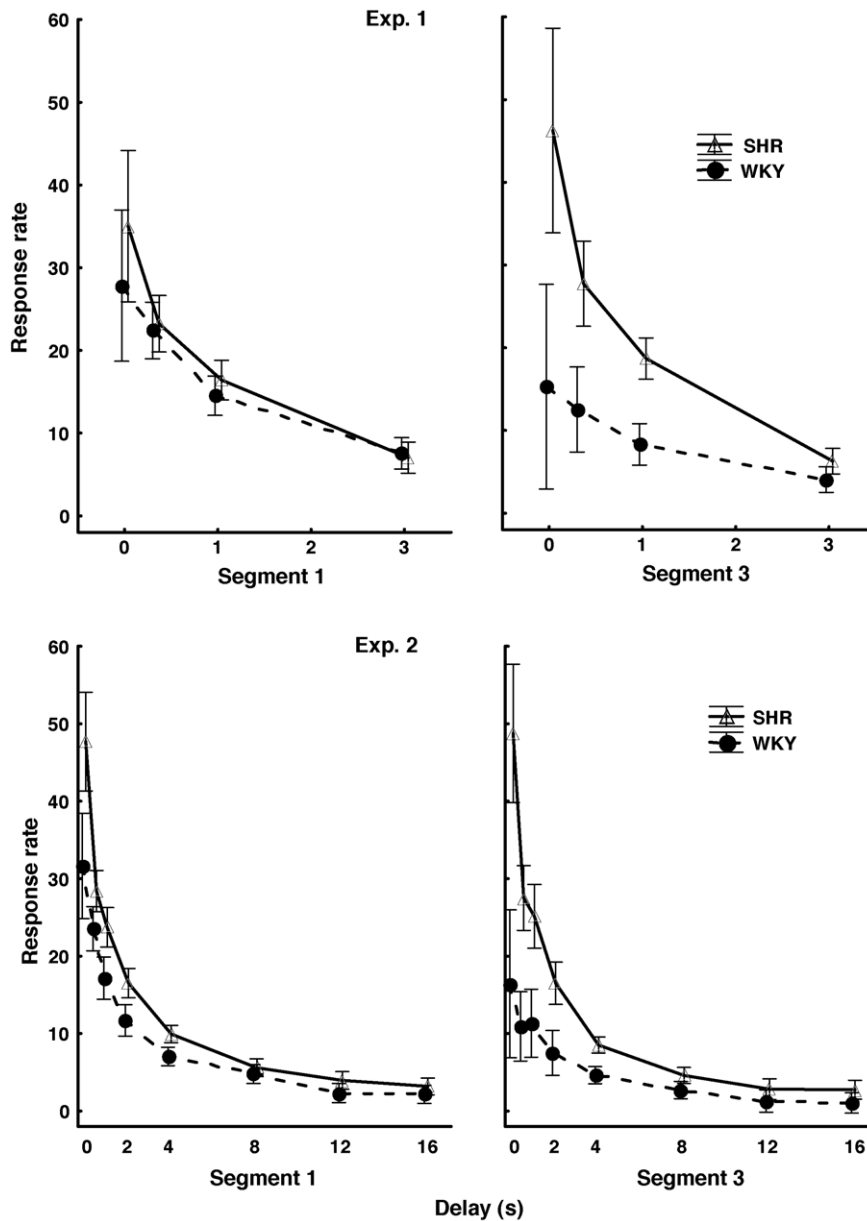 Exp. 1
60
50
40
30
20
10
0
Response rate
SHR
WKY
0 1 2 3
0 1 2 3
Segment 1
Segment 3
Exp. 2
60
50
40
30
20
10
0
Response rate
SHR
WKY
0 2 4 8 12 16
0 2 4 8 12 16
Segment 1
Segment 3
Delay (s)